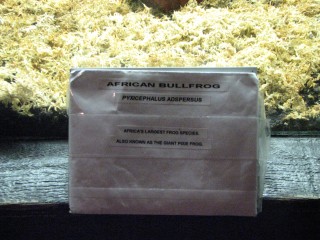 AFRICAN BULLFROG
PYXICEPHALUS ADSPERSUS
AFRICA'S LARGEST FROG SPECIES.
ALSO KNOWN AS THE GIANT PIXIE FROG.